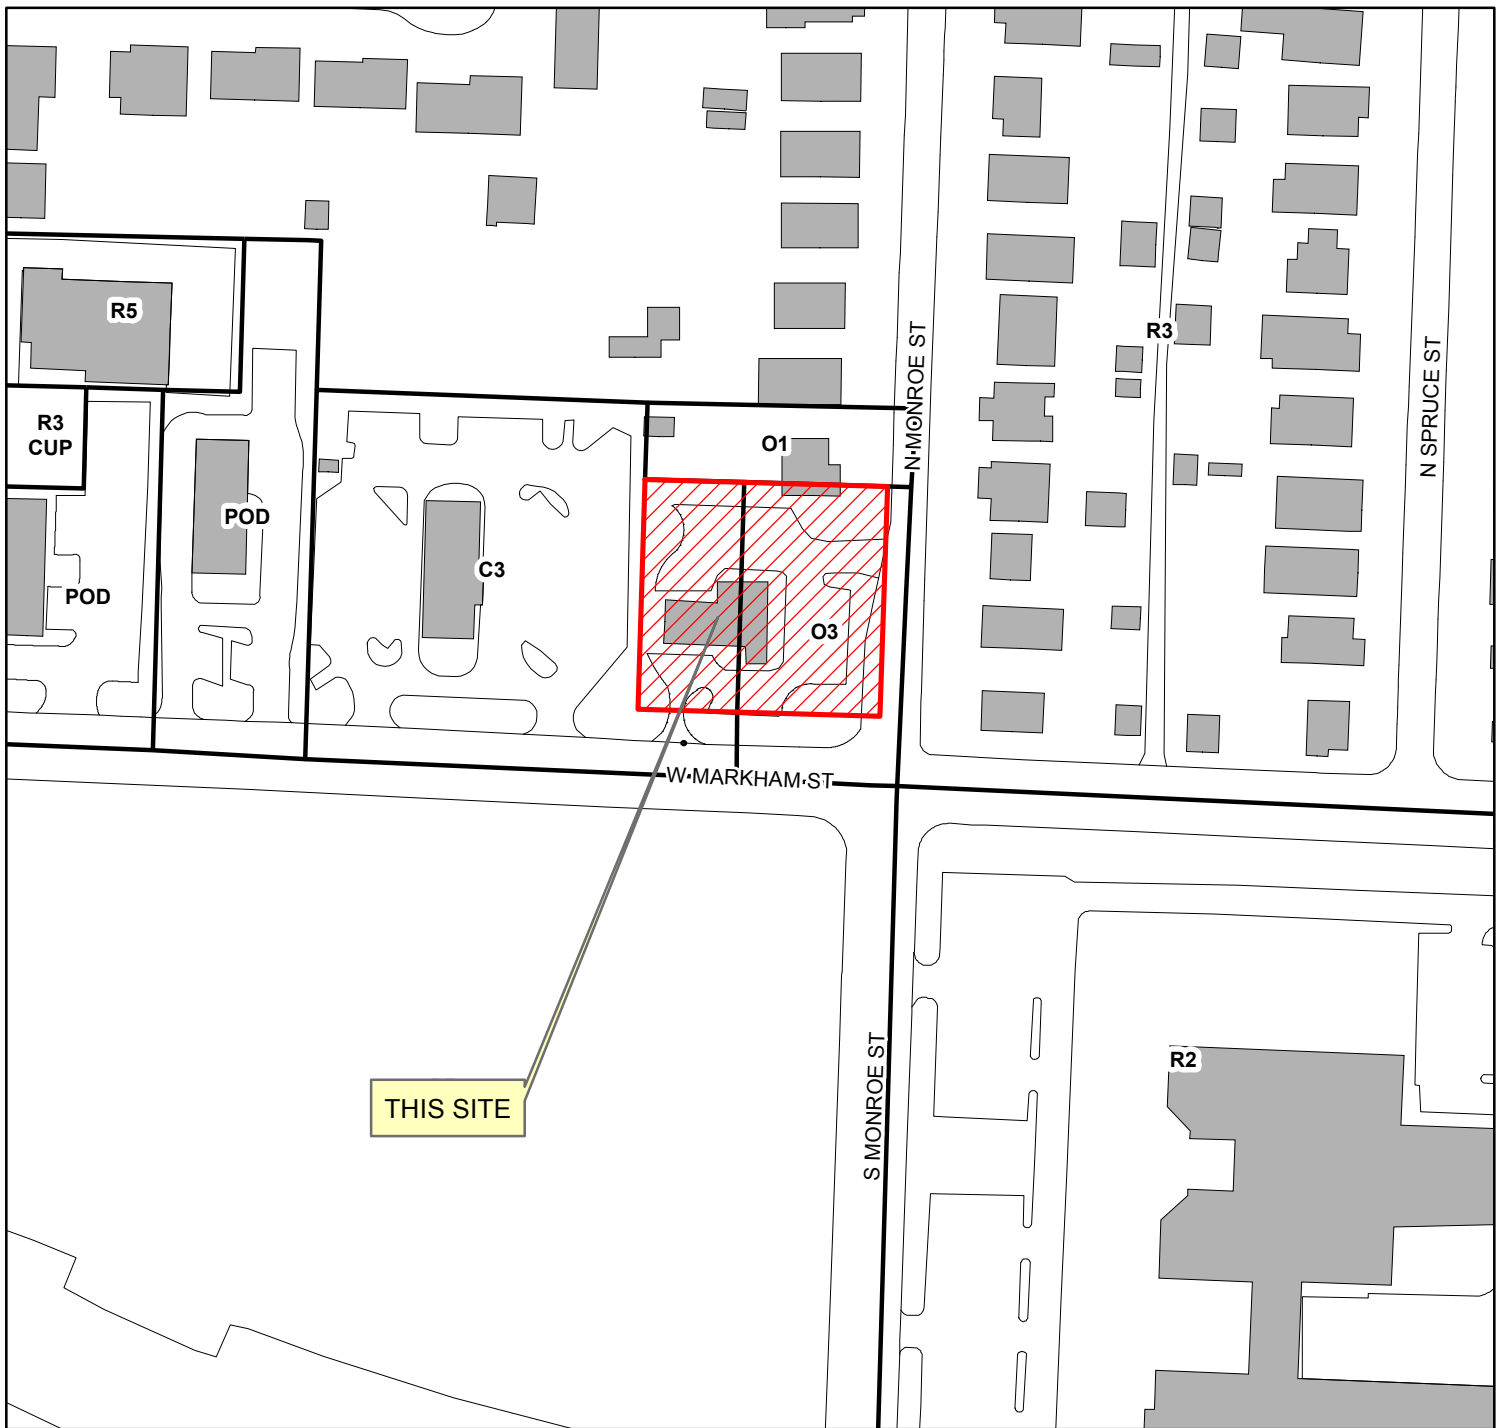 R5
R3
N MONROE ST
N SPRUCE ST
R3
CUP
O1
POD
C3
POD
O3
W MARKHAM ST
THIS SITE
S MONROE ST
R2